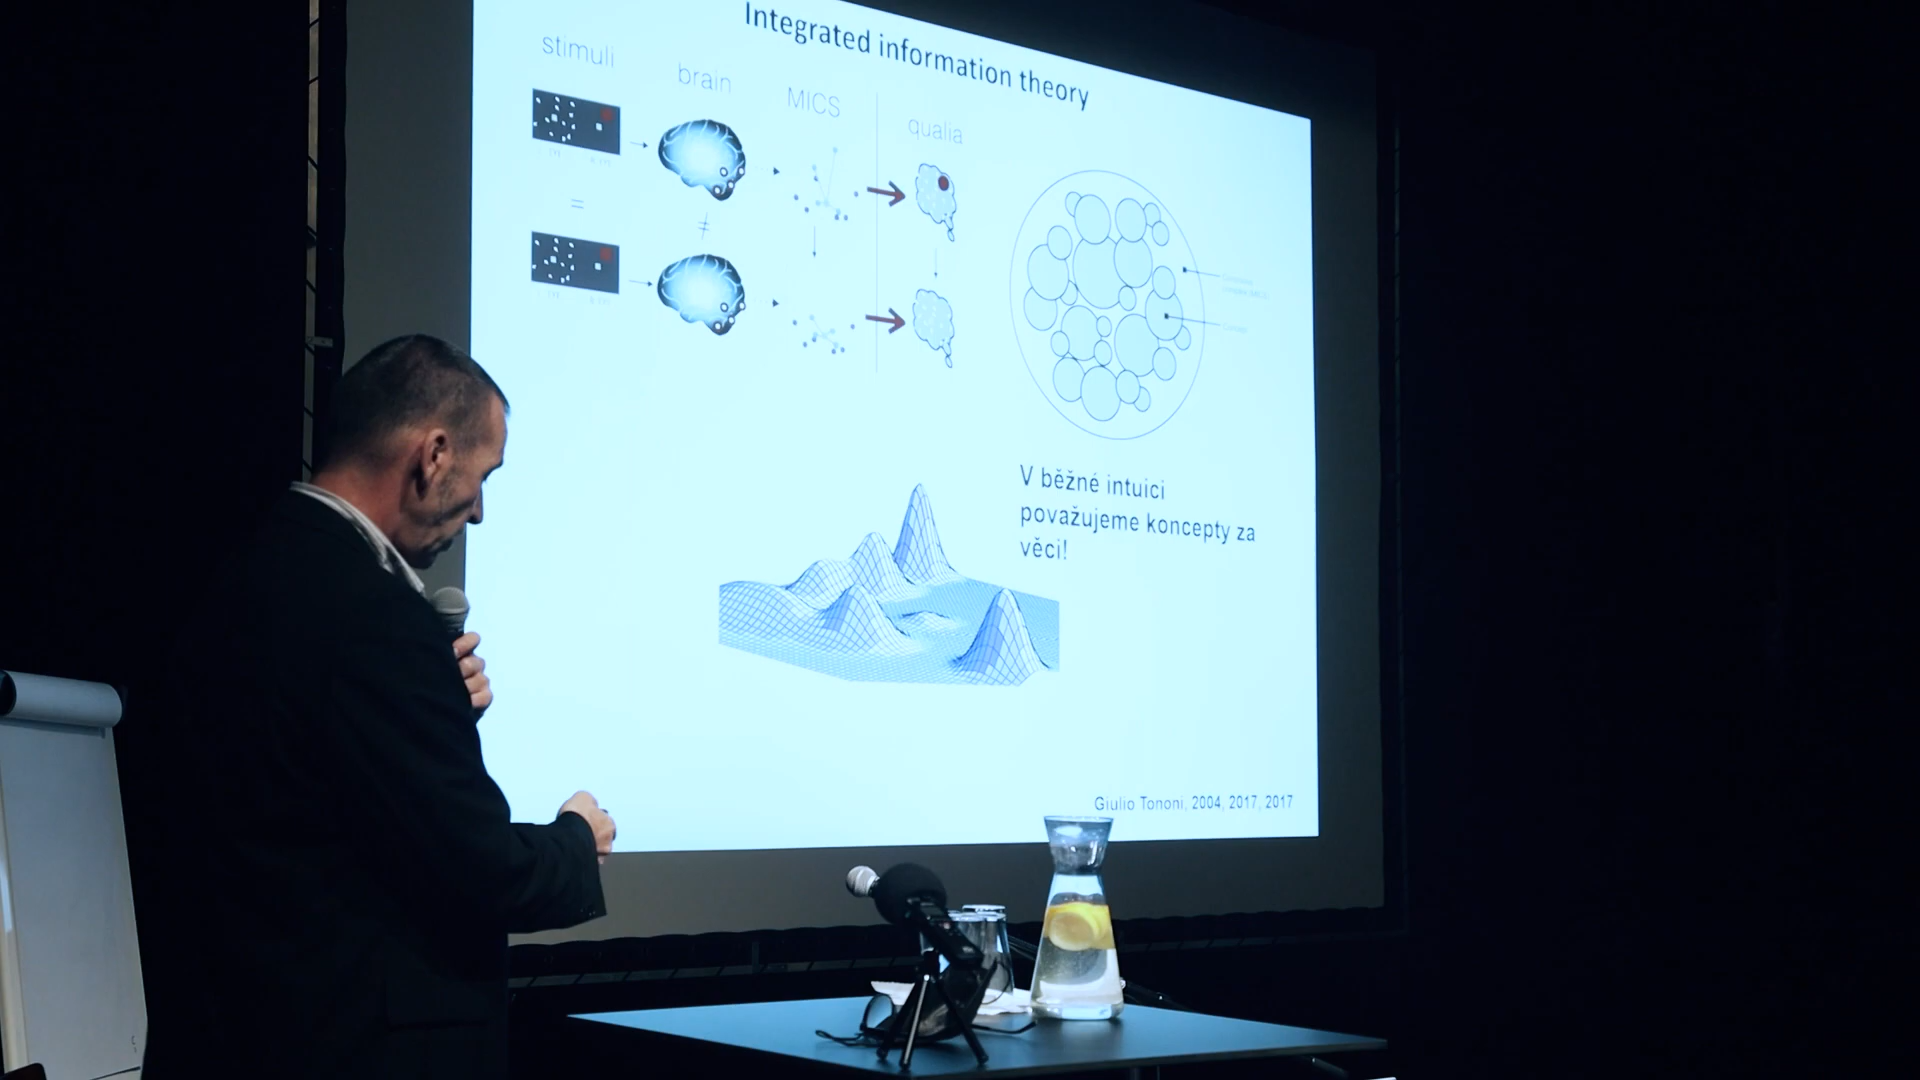 Integrated information theory
stimuli
brain
MICS
qualia
=
≠
V běžné intuici
považujeme koncepty za
věci!
Giulio Tononi, 2004, 2017, 2017